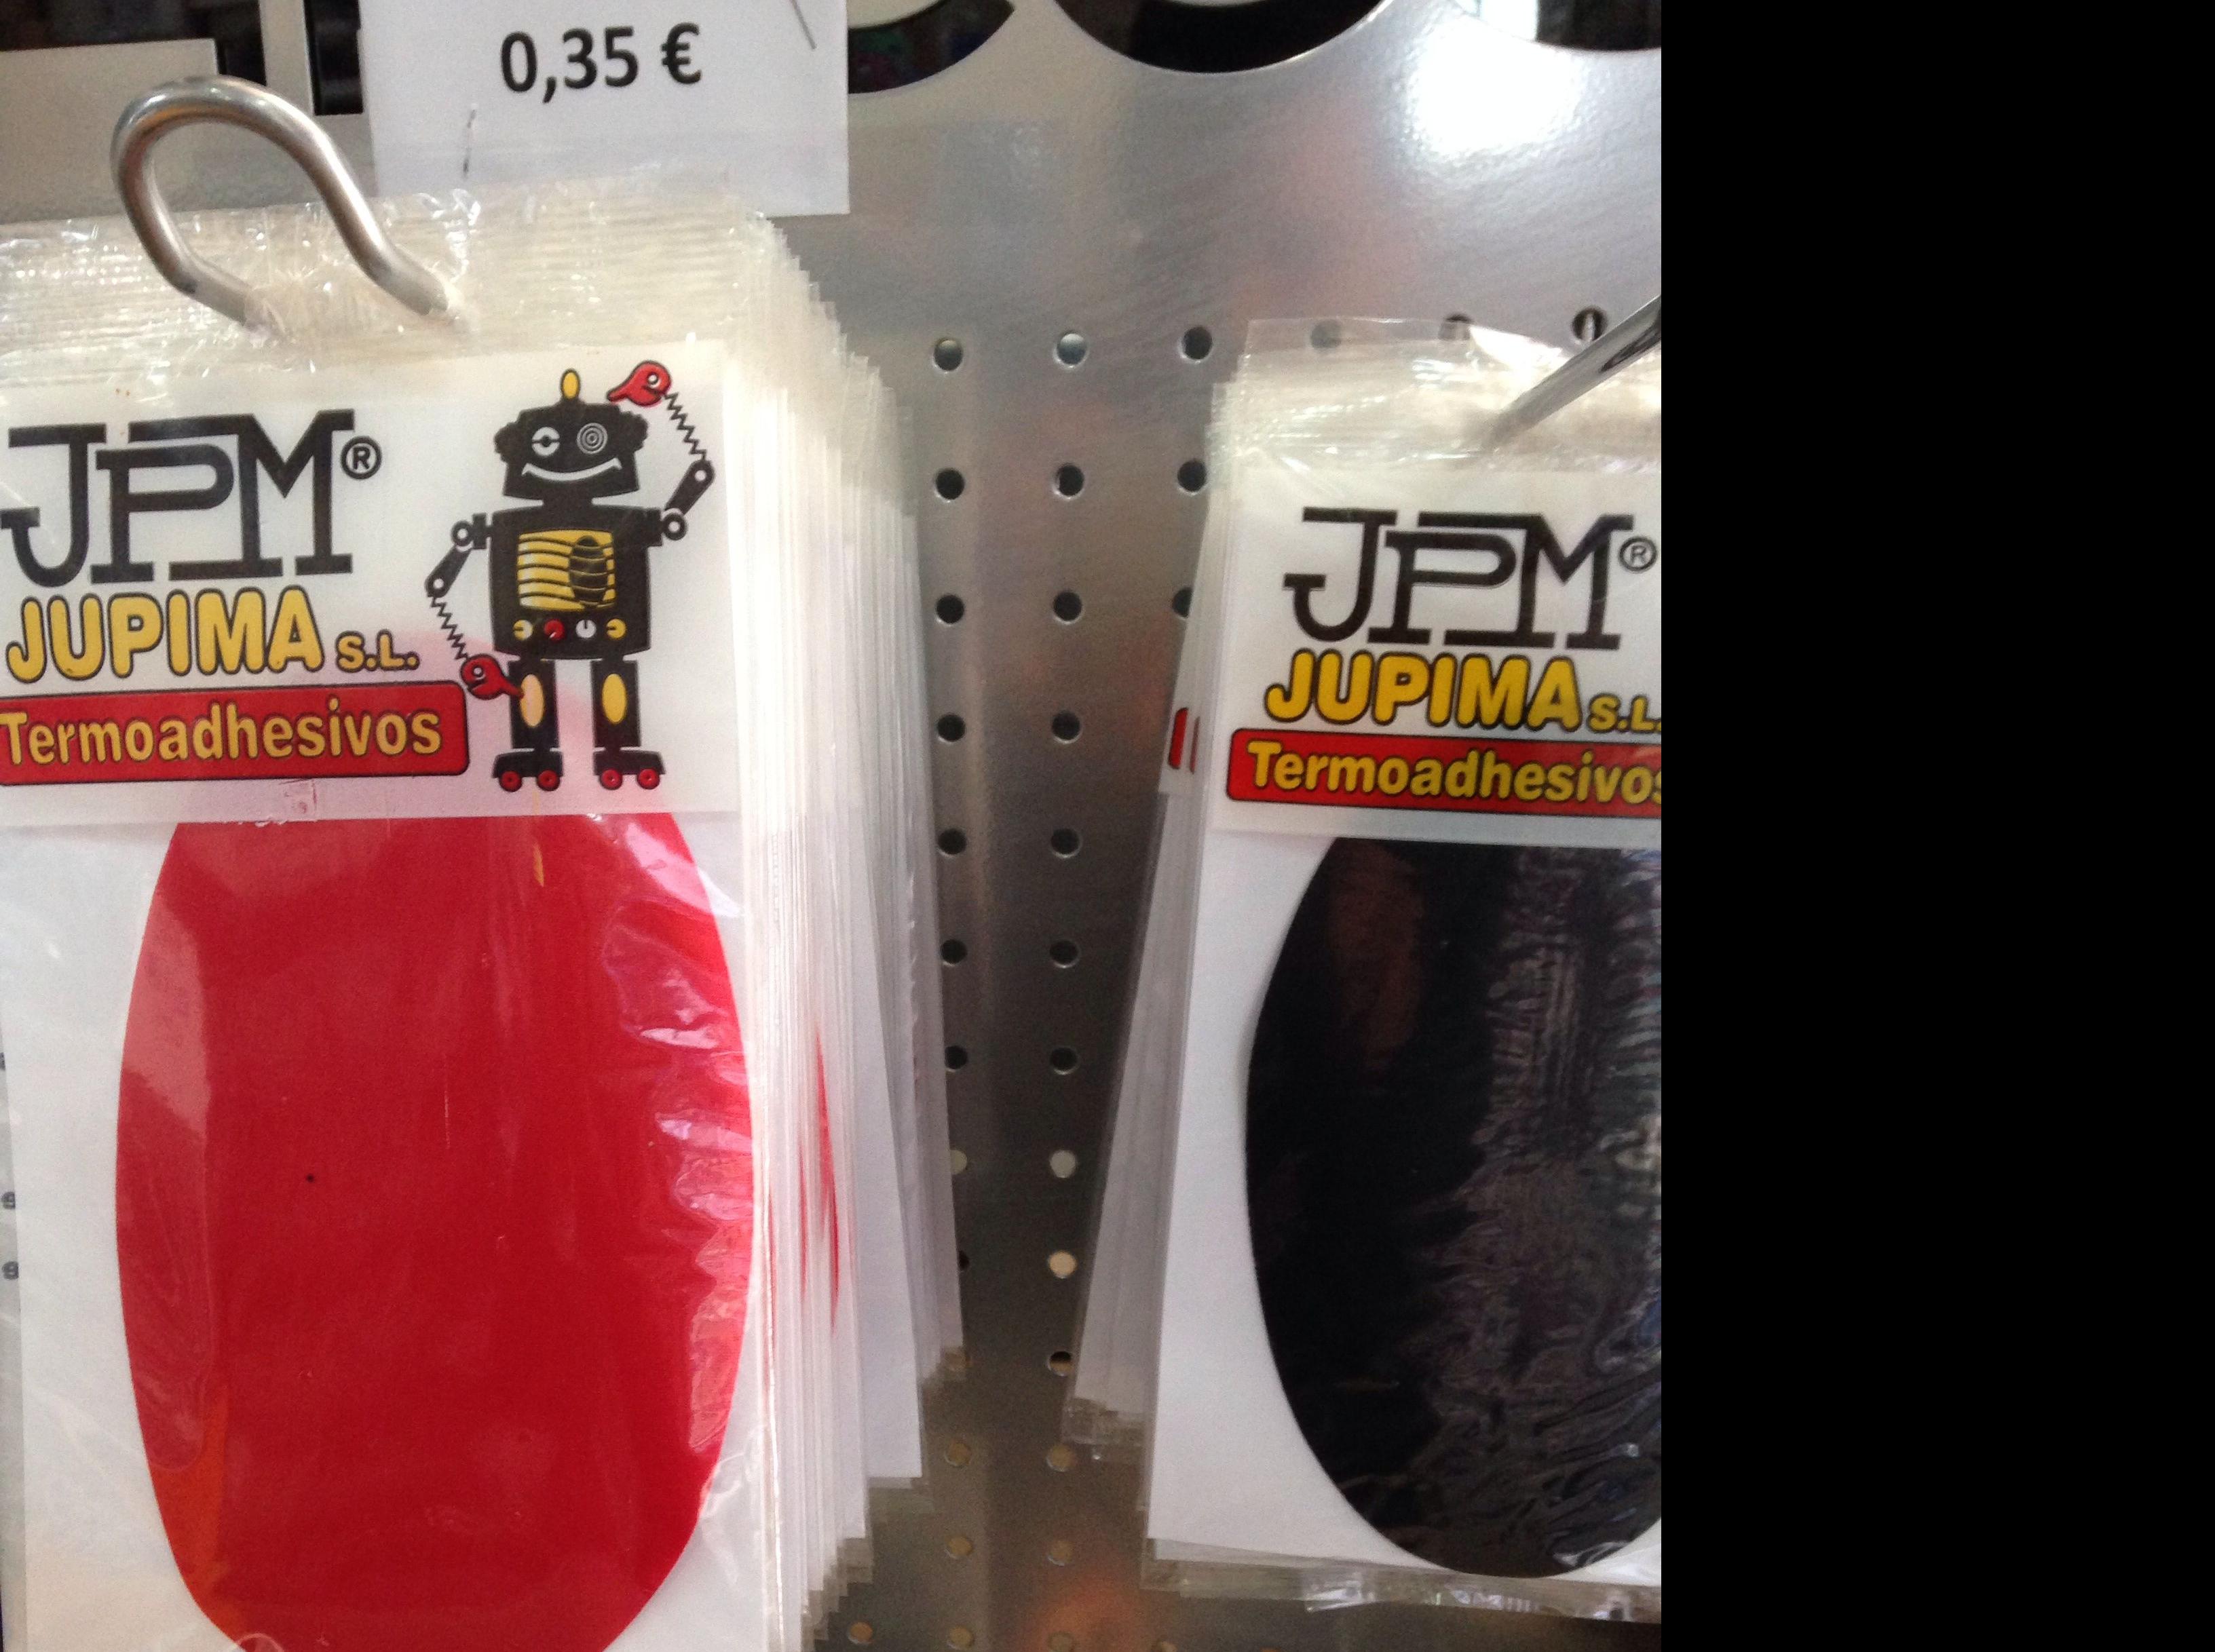 0,35 €
JPM®
JUPIMA S.L.
Termoadhesivos
JPM®
JUPIMA S.L.
Termoadhesivos